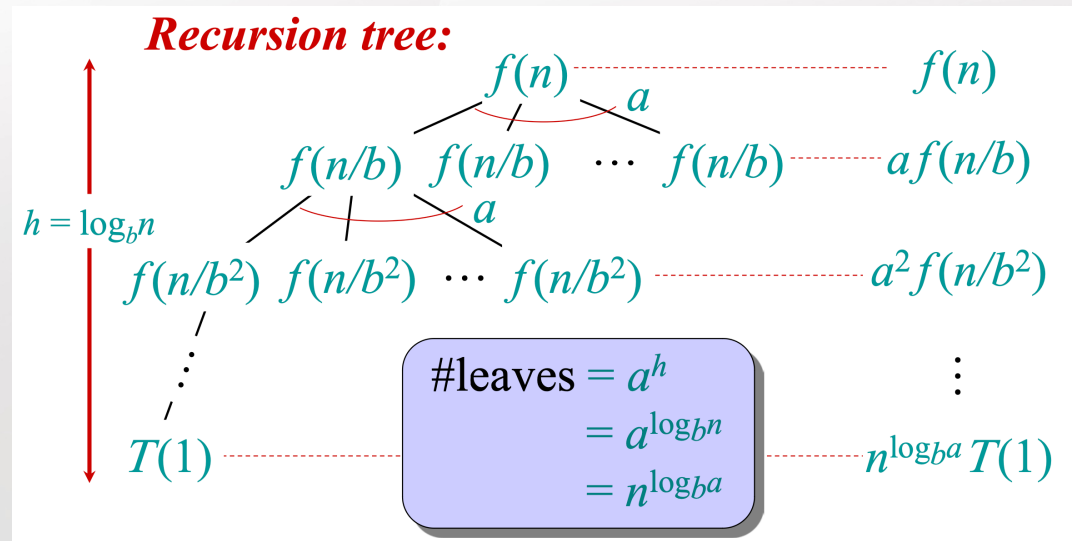 Recursion tree:
f(n) f(n)
a
f(n/b) f(n/b) ⋯ f(n/b) a f(n/b)
a
h = log_b n
f(n/b²) f(n/b²) ⋯ f(n/b²) a² f(n/b²)
#leaves = a^h
⋮ ⋮
= a^{log_b n}
T(1) n^{log_b a} T(1)
= n^{log_b a}